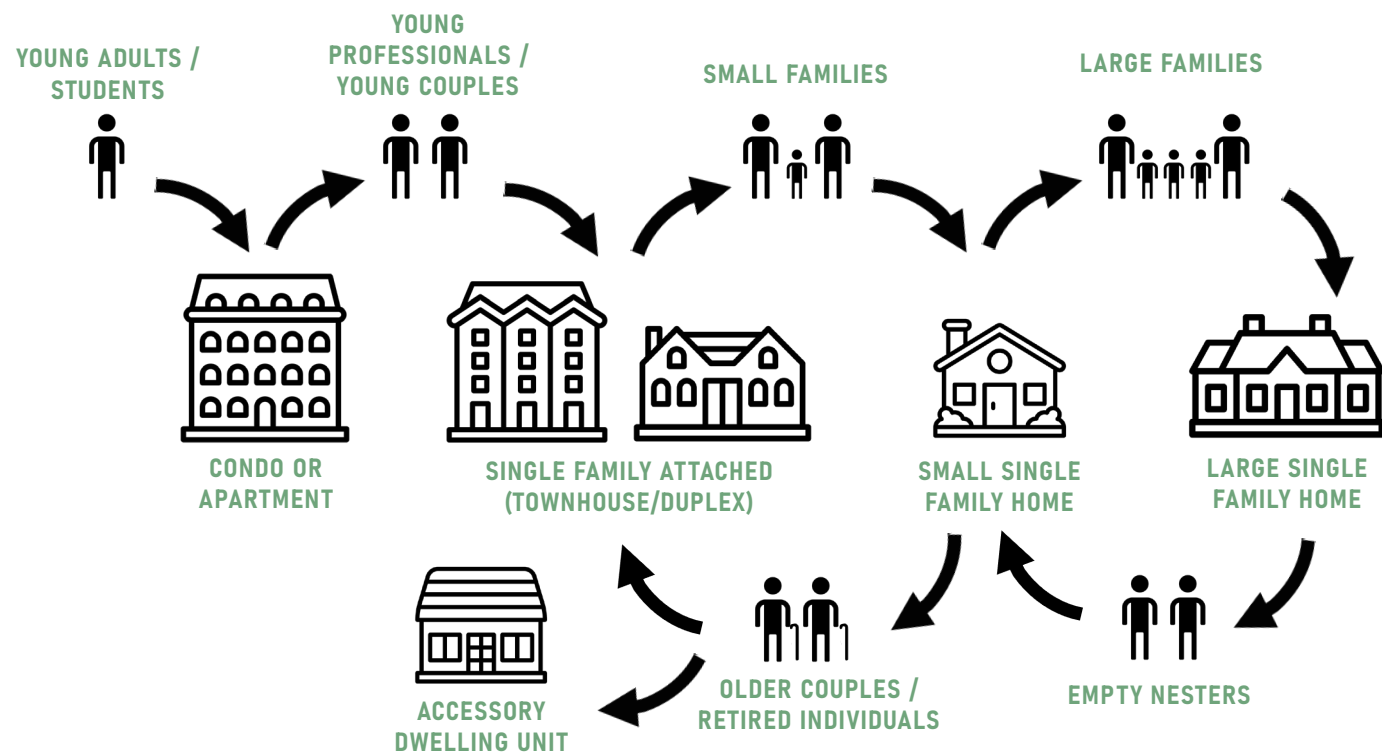 YOUNG ADULTS /
STUDENTS
YOUNG
PROFESSIONALS /
YOUNG COUPLES
SMALL FAMILIES
LARGE FAMILIES
CONDO OR
APARTMENT
SINGLE FAMILY ATTACHED
(TOWNHOUSE/DUPLEX)
SMALL SINGLE
FAMILY HOME
LARGE SINGLE
FAMILY HOME
ACCESSORY
DWELLING UNIT
OLDER COUPLES /
RETIRED INDIVIDUALS
EMPTY NESTERS